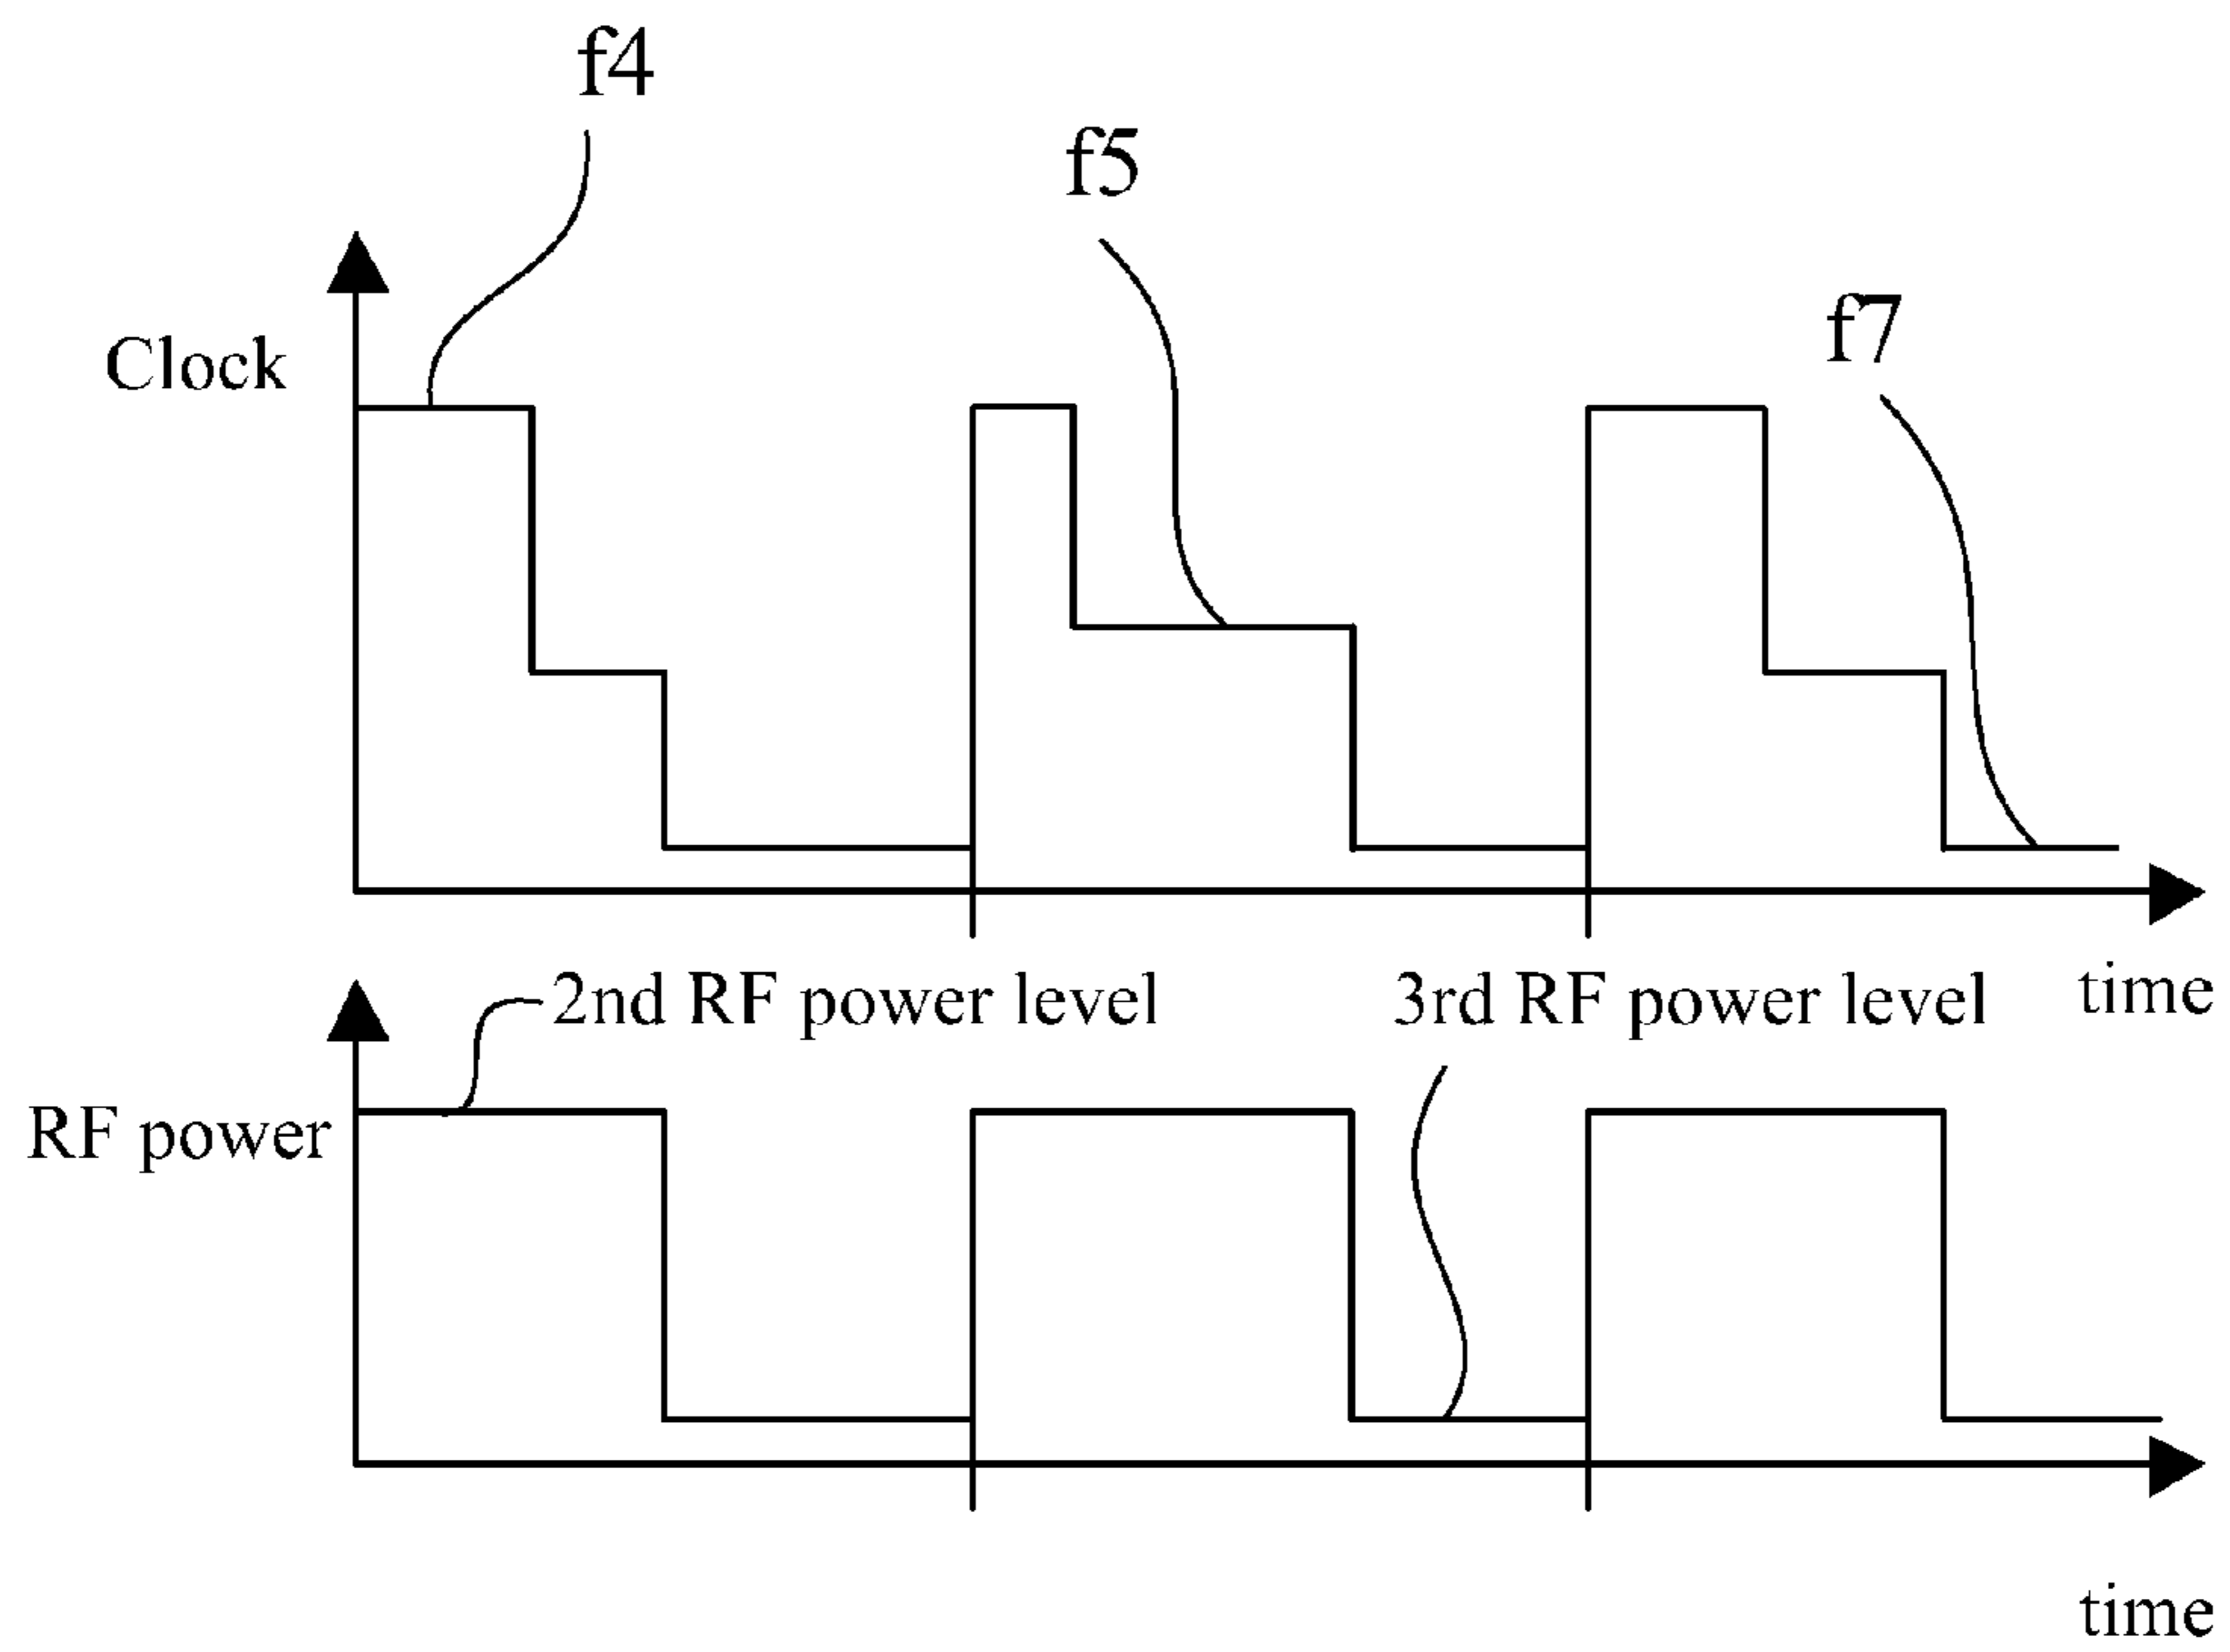 f4
f5
f7
Clock
time
2nd RF power level
3rd RF power level
RF power
time